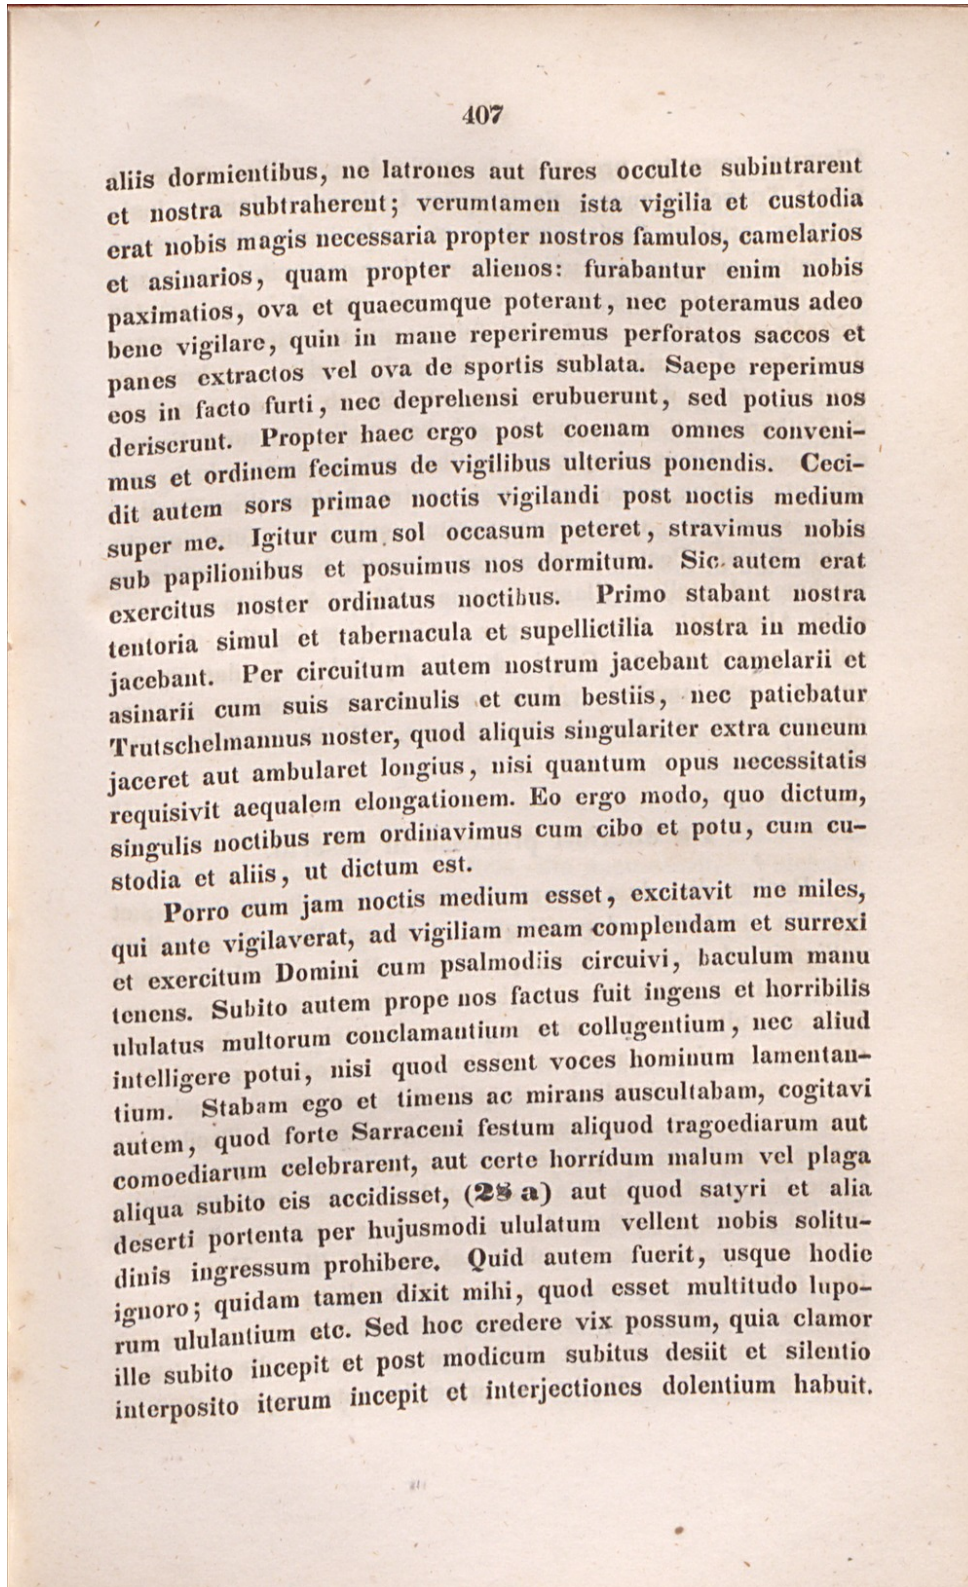 407
aliis dormientibus, ne latrones aut fures occulte subintrarent
et nostra subtraherent; verumtamen ista vigilia et custodia
erat nobis magis necessaria propter nostros famulos, camelarios
et asinarios, quam propter alienos: furabantur enim nobis
paximatios, ova et quaecumque poterant, nec poteramus adeo
bene vigilare, quin in mane reperiremus perforatos saccos et
panes extractos vel ova de sportis sublata. Saepe reperimus
eos in facto furti, nec deprehensi erubuerunt, sed potius nos
deriserunt. Propter haec ergo post coenam omnes conveni-
mus et ordinem fecimus de vigilibus ulterius ponendis. Ceci-
dit autem sors primae noctis vigilandi post noctis medium
super me. Igitur cum sol occasum peteret, stravimus nobis
sub papilionibus et posuimus nos dormitum. Sic autem erat
exercitus noster ordinatus noctibus. Primo stabant nostra
tentoria simul et tabernacula et supellictilia nostra in medio
jacebant. Per circuitum autem nostrum jacebant camelarii et
asinarii cum suis sarcinulis et cum bestiis, nec patiebatur
Trutschelmannus noster, quod aliquis singulariter extra cuneum
jaceret aut ambularet longius, nisi quantum opus necessitatis
requisivit aequalem elongationem. Eo ergo modo, quo dictum,
singulis noctibus rem ordinavimus cum cibo et potu, cum cu-
stodia et aliis, ut dictum est.
Porro cum jam noctis medium esset, excitavit me miles,
qui ante vigilaverat, ad vigiliam meam complendam et surrexi
et exercitum Domini cum psalmodiis circuivi, baculum manu
tenens. Subito autem prope nos factus fuit ingens et horribilis
ululatus multorum conclamantium et collugentium, nec aliud
intelligere potui, nisi quod essent voces hominum lamentan-
tium. Stabam ego et timens ac mirans auscultabam, cogitavi
autem, quod forte Sarraceni festum aliquod tragoediarum aut
comoediarum celebrarent, aut certe horridum malum vel plaga
aliqua subito eis accidisset, (28 a) aut quod satyri et alia
deserti portenta per hujusmodi ululatum vellent nobis solitu-
dinis ingressum prohibere. Quid autem fuerit, usque hodie
ignoro; quidam tamen dixit mihi, quod esset multitudo lupo-
rum ululantium etc. Sed hoc credere vix possum, quia clamor
ille subito incepit et post modicum subitus desiit et silentio
interposito iterum incepit et interjectiones dolentium habuit.